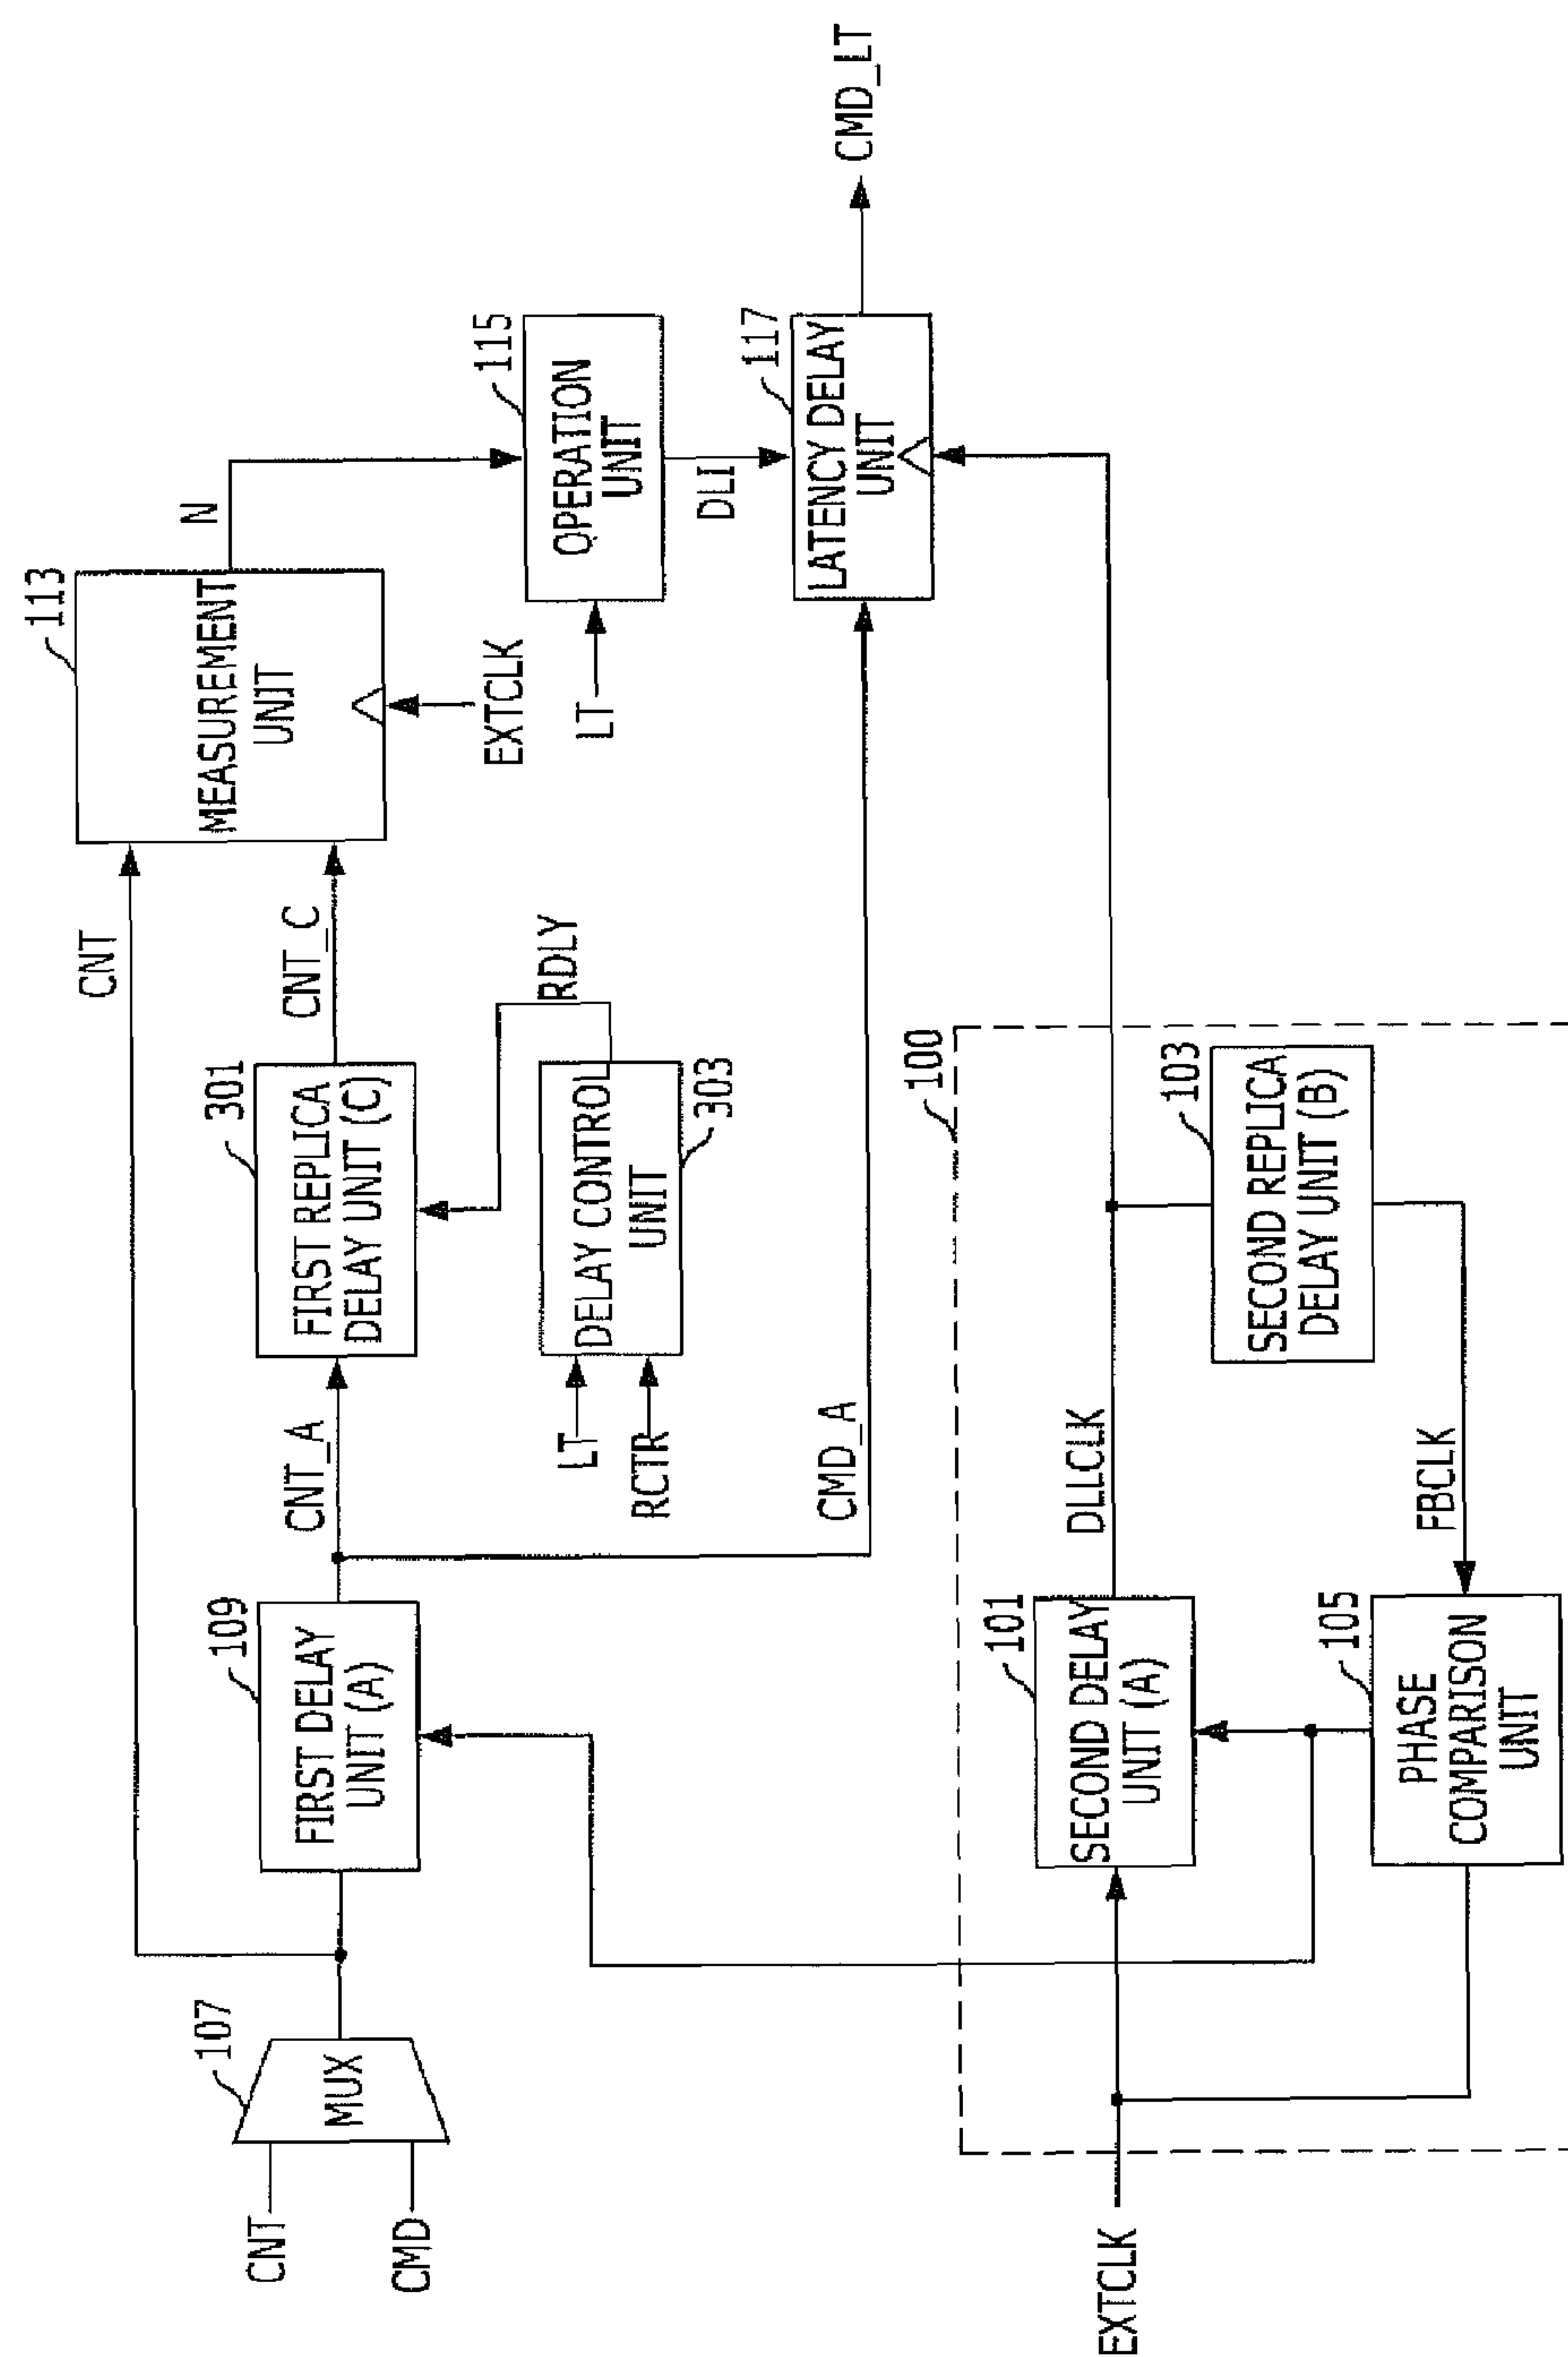 CNT
CMD
107
MUX
109
FIRST DELAY
UNIT (A)
CNT_A
301
FIRST REPLICA
DELAY UNIT (C)
CNT_C
CNT
113
MEASUREMENT
UNIT
EXTCLK
N
LT
RCTR
DELAY CONTROL
UNIT
303
RDLY
LT
115
OPERATION
UNIT
DLI
CMD_A
117
LATENCY DELAY
UNIT
CMD_LT
100
EXTCLK
101
SECOND DELAY
UNIT (A)
DLLCLK
103
SECOND REPLICA
DELAY UNIT (B)
105
PHASE
COMPARISON
UNIT
FBCLK